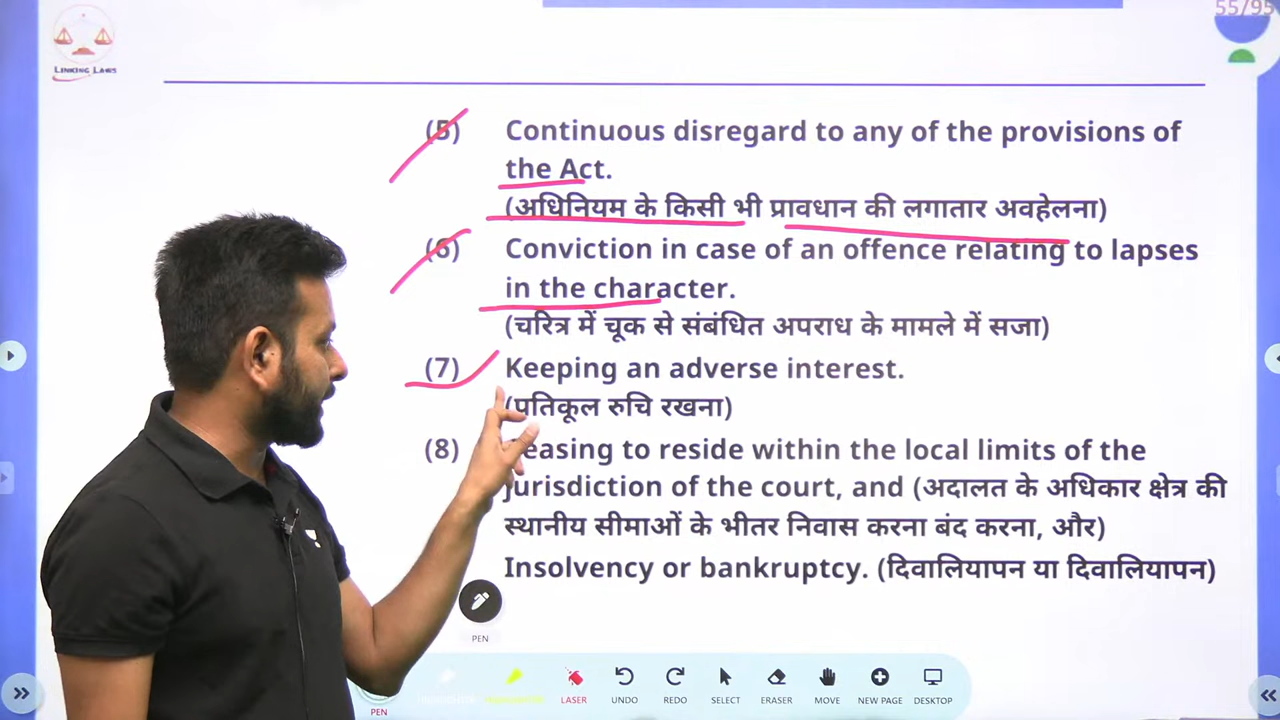 55/95
LINKING LAWS
(5) Continuous disregard to any of the provisions of
the Act.
(अधिनियम के किसी भी प्रावधान की लगातार अवहेलना)
(6) Conviction in case of an offence relating to lapses
in the character.
(चरित्र में चूक से संबंधित अपराध के मामले में सजा)
(7) Keeping an adverse interest.
(प्रतिकूल रुचि रखना)
(8) easing to reside within the local limits of the
jurisdiction of the court, and (अदालत के अधिकार क्षेत्र की
स्थानीय सीमाओं के भीतर निवास करना बंद करना, और)
Insolvency or bankruptcy. (दिवालियापन या दिवालियापन)
PEN
PEN LASER UNDO REDO SELECT ERASER MOVE NEW PAGE DESKTOP